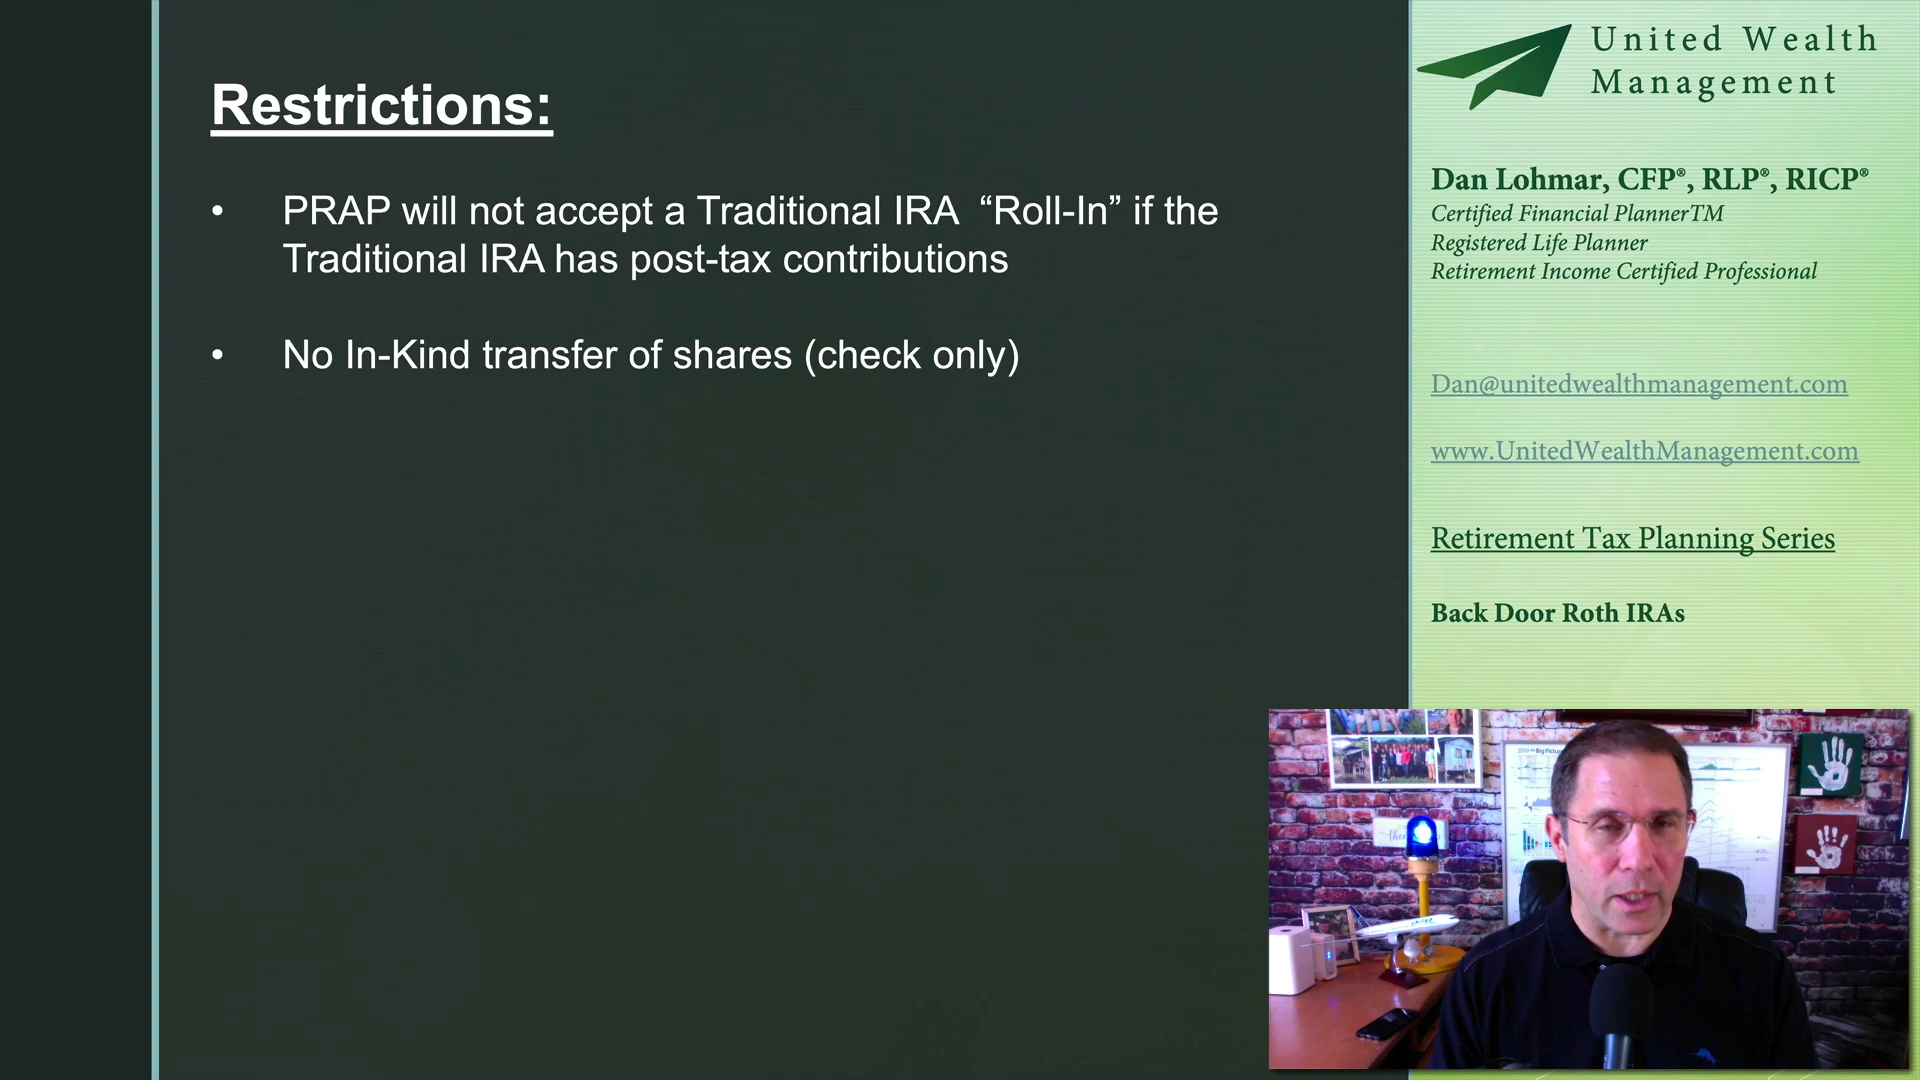 Restrictions:
• PRAP will not accept a Traditional IRA “Roll-In” if the
Traditional IRA has post-tax contributions
• No In-Kind transfer of shares (check only)
United Wealth
Management
Dan Lohmar, CFP®, RLP®, RICP®
Certified Financial PlannerTM
Registered Life Planner
Retirement Income Certified Professional
Dan@unitedwealthmanagement.com
www.UnitedWealthManagement.com
Retirement Tax Planning Series
Back Door Roth IRAs